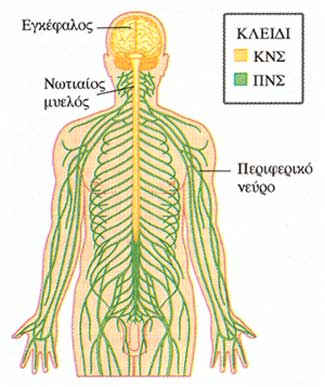 Εγκέφαλος
ΚΛΕΙΔΙ
ΚΝΣ
ΠΝΣ
Νωτιαίος
μυελός
Περιφερικό
νεύρο